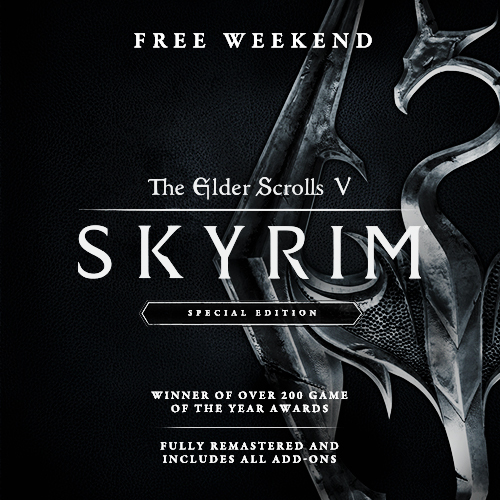 FREE WEEKEND
The Elder Scrolls V
SKYRIM
SPECIAL EDITION
WINNER OF OVER 200 GAME
OF THE YEAR AWARDS
FULLY REMASTERED AND
INCLUDES ALL ADD-ONS